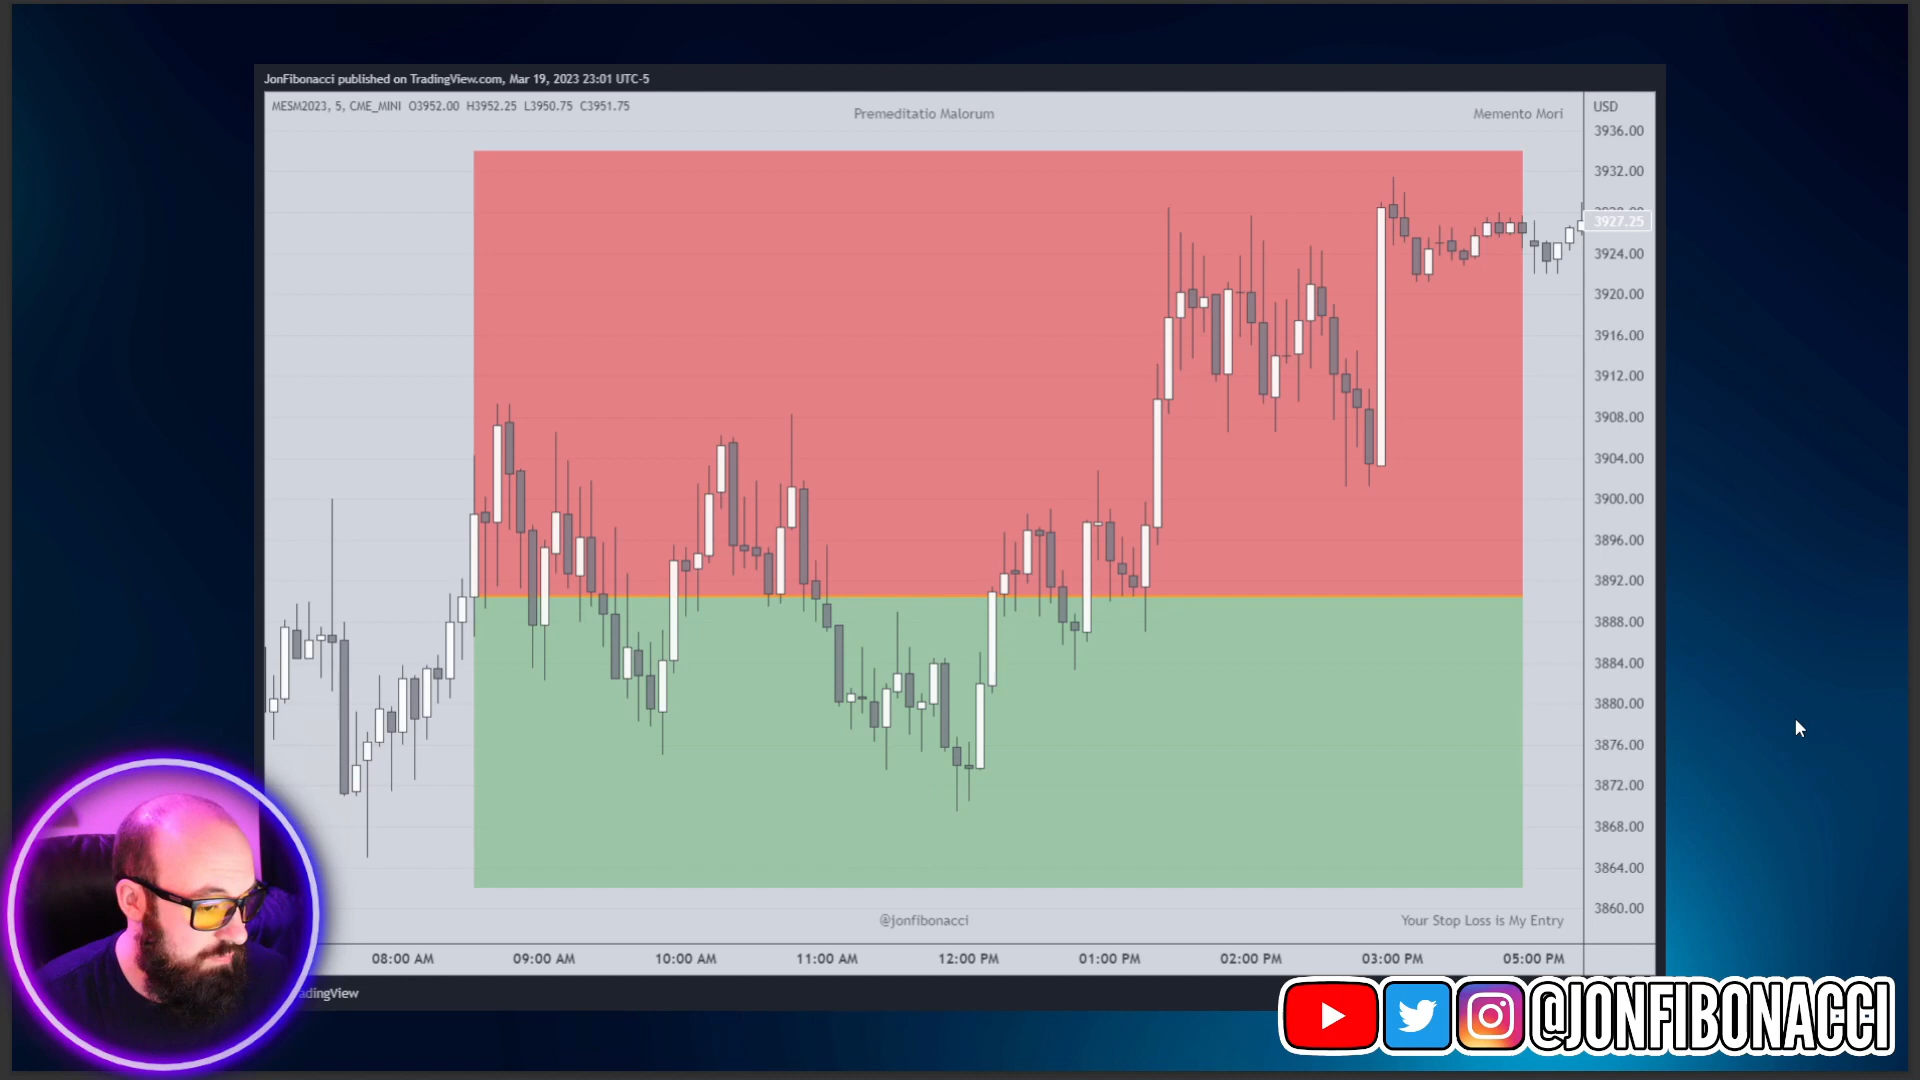 JonFibonacci published on TradingView.com, Mar 19, 2023 23:01 UTC-5
MESM2023, 5, CME_MINI O3952.00 H3952.25 L3950.75 C3951.75
Premeditatio Malorum
Memento Mori
USD
3936.00
3932.00
3927.25
3924.00
3920.00
3916.00
3912.00
3908.00
3904.00
3900.00
3896.00
3892.00
3888.00
3884.00
3880.00
3876.00
3872.00
3868.00
3864.00
3860.00
@jonfibonacci
Your Stop Loss is My Entry
08:00 AM 09:00 AM 10:00 AM 11:00 AM 12:00 PM 01:00 PM 02:00 PM 03:00 PM 05:00 PM
adingView
@JONFIBONACCI